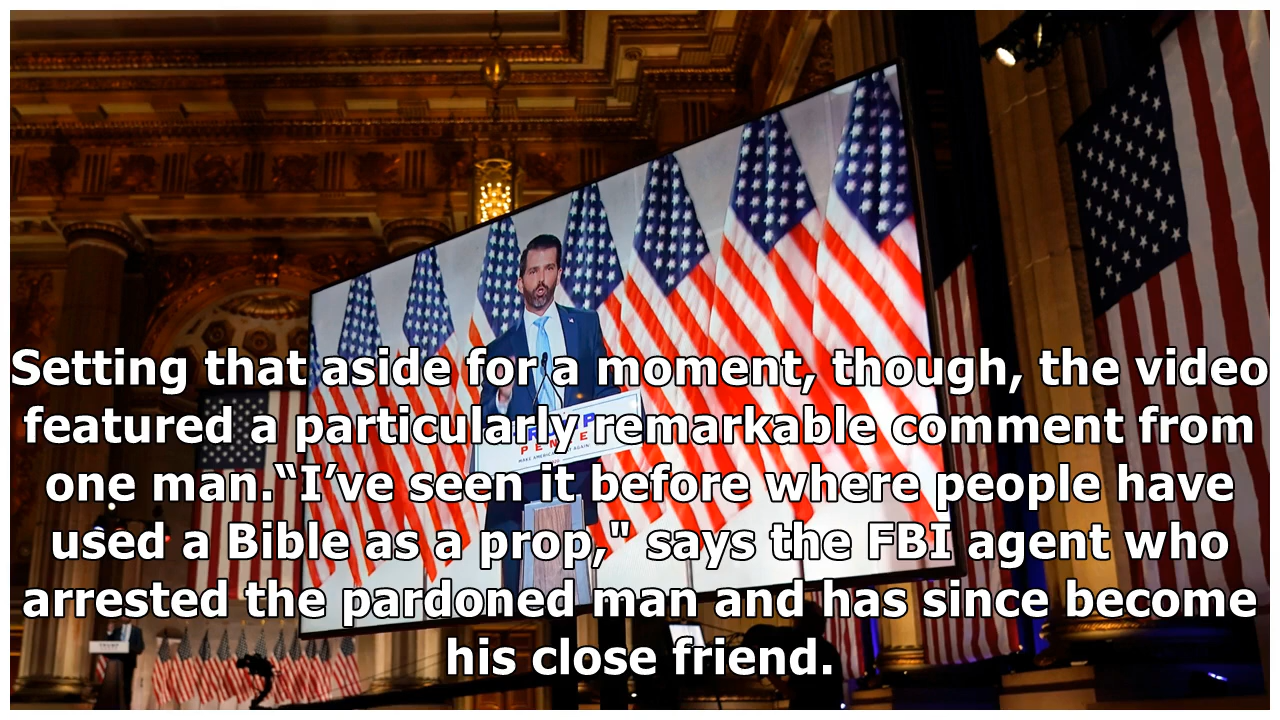 Setting that aside for a moment, though, the video
featured a particularly remarkable comment from
one man.“I’ve seen it before where people have
used a Bible as a prop," says the FBI agent who
arrested the pardoned man and has since become
his close friend.